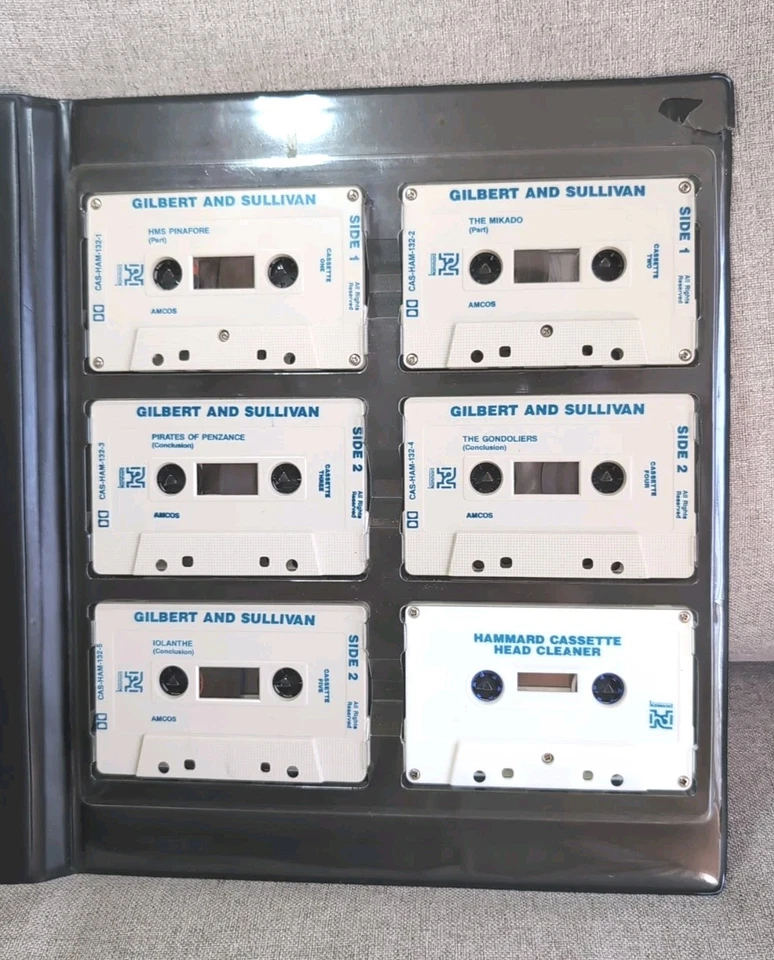 GILBERT AND SULLIVAN
HMS PINAFORE
(Part)
SIDE 1
CASSETTE
ONE
All Rights
Reserved
CAS-HAM-132-1
AMCOS
GILBERT AND SULLIVAN
THE MIKADO
(Part)
SIDE 1
CASSETTE
TWO
All Rights
Reserved
CAS-HAM-132-2
AMCOS
GILBERT AND SULLIVAN
PIRATES OF PENZANCE
(Conclusion)
SIDE 2
CASSETTE
THREE
All Rights
Reserved
CAS-HAM-132-3
AMCOS
GILBERT AND SULLIVAN
THE GONDOLIERS
(Conclusion)
SIDE 2
CASSETTE
FOUR
All Rights
Reserved
CAS-HAM-132-4
AMCOS
GILBERT AND SULLIVAN
IOLANTHE
(Conclusion)
SIDE 2
CASSETTE
FIVE
All Rights
Reserved
CAS-HAM-132-5
AMCOS
HAMMARD CASSETTE
HEAD CLEANER